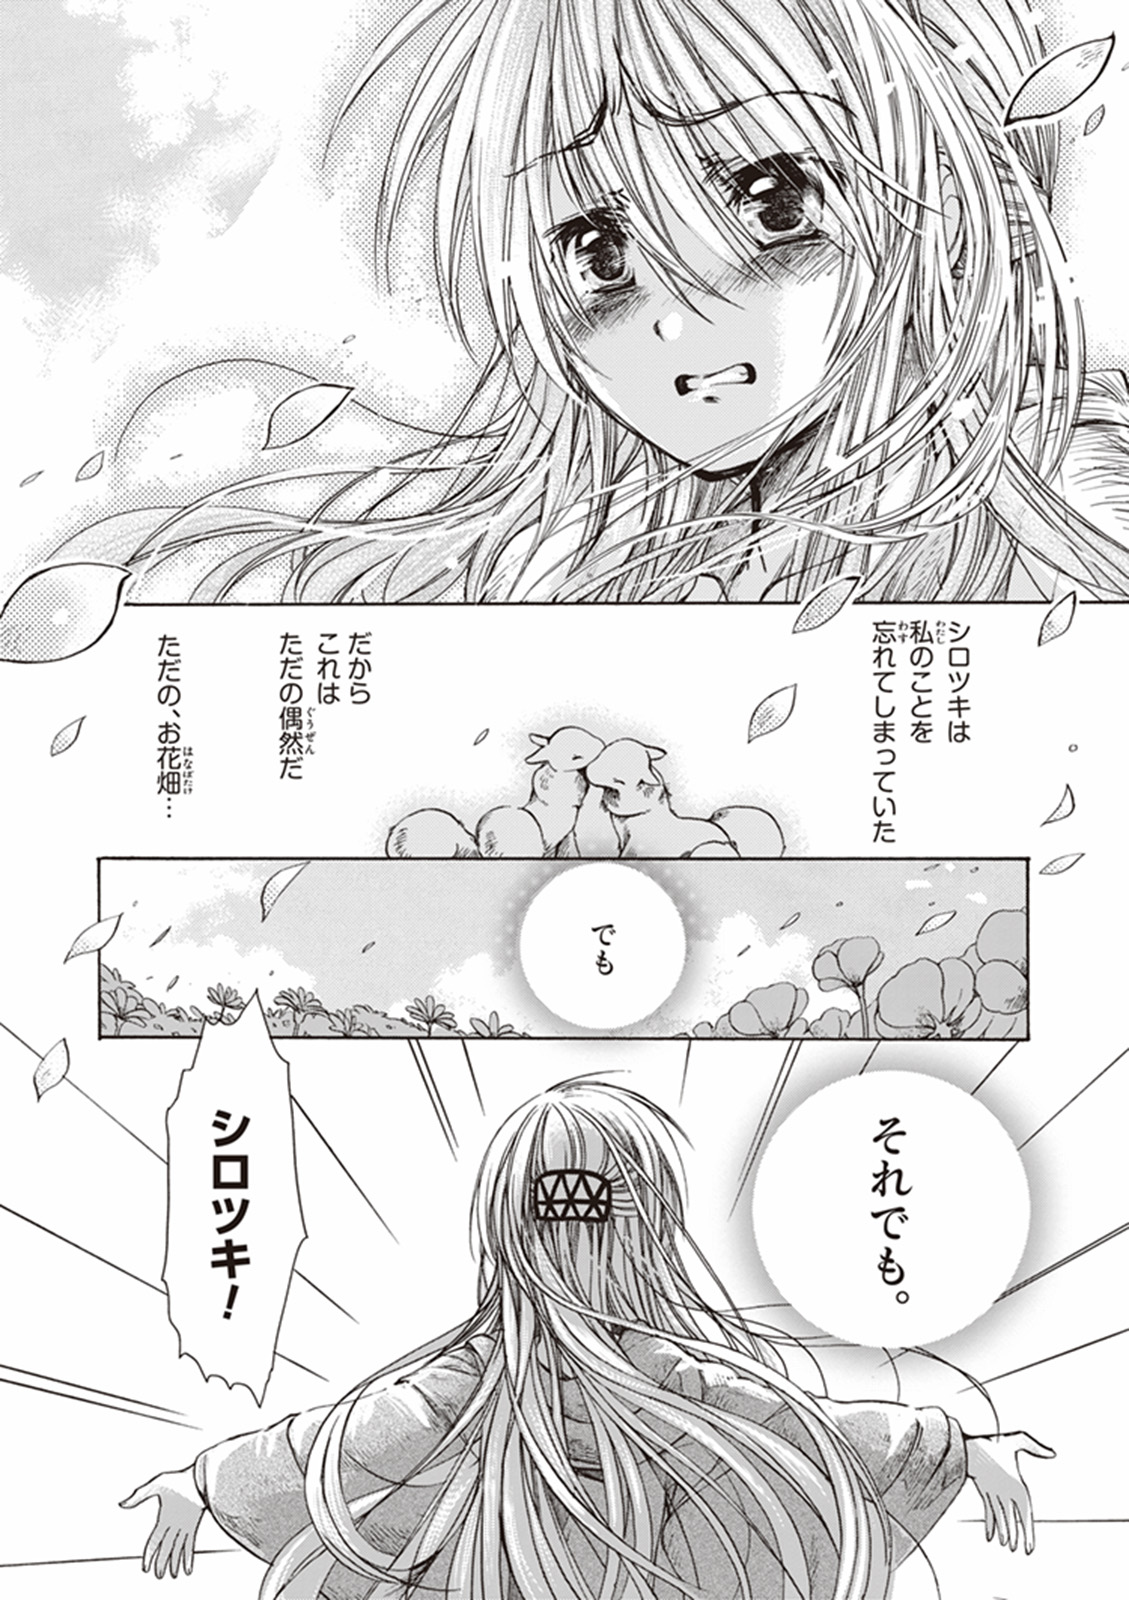 シロツキは
私のことを
忘れてしまっていた
だから
これは
ただの偶然だ
ただの、お花畑…
でも
それでも。
シロツキ!